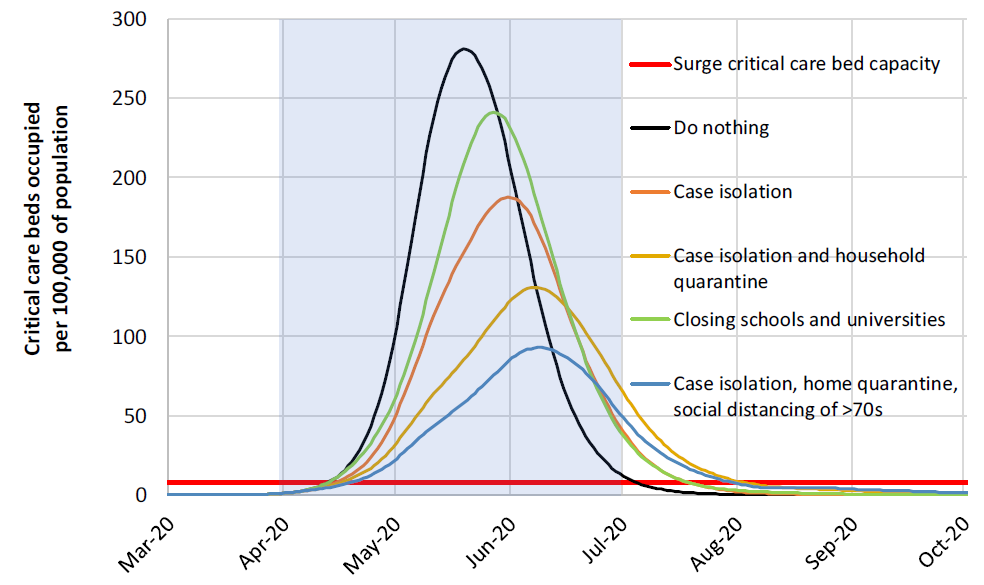 Critical care beds occupied
per 100,000 of population
300
250
200
150
100
50
0
Surge critical care bed capacity
Do nothing
Case isolation
Case isolation and household
quarantine
Closing schools and universities
Case isolation, home quarantine,
social distancing of >70s
Mar-20
Apr-20
May-20
Jun-20
Jul-20
Aug-20
Sep-20
Oct-20